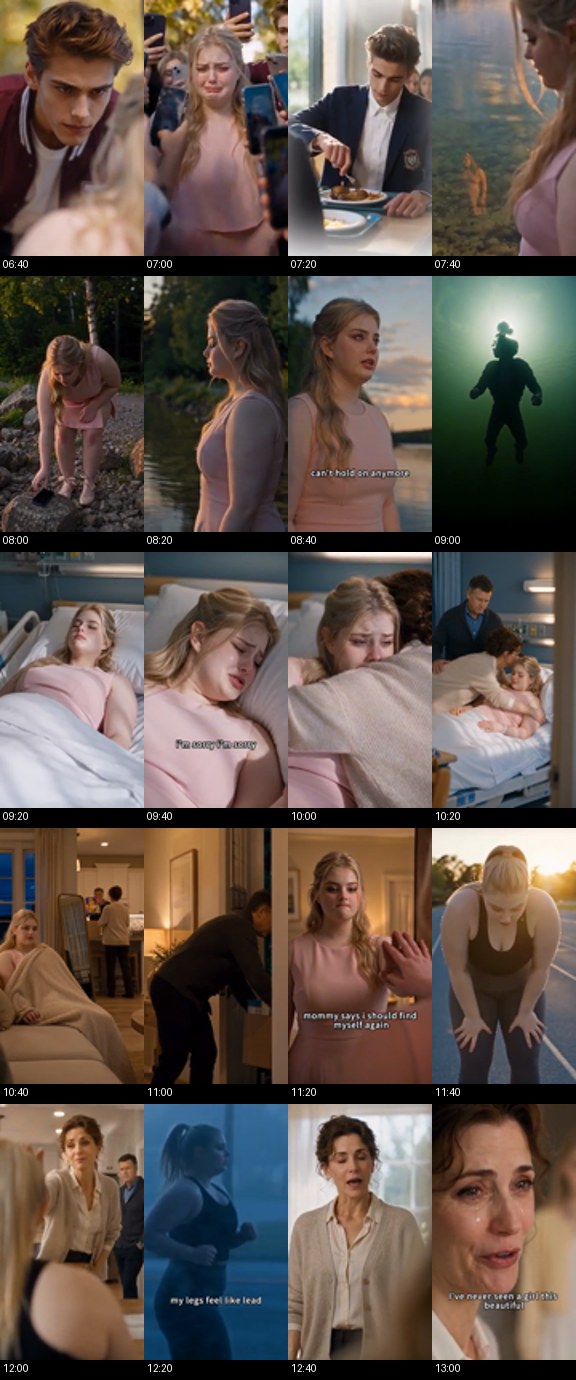 06:40
07:00
07:20
07:40
08:00
08:20
can't hold on anymore
08:40
09:00
09:20
i'm sorry i'm sorry
09:40
10:00
10:20
10:40
11:00
mommy says i should find
myself again
11:20
11:40
12:00
my legs feel like lead
12:20
12:40
I've never seen a girl this
beautiful
13:00